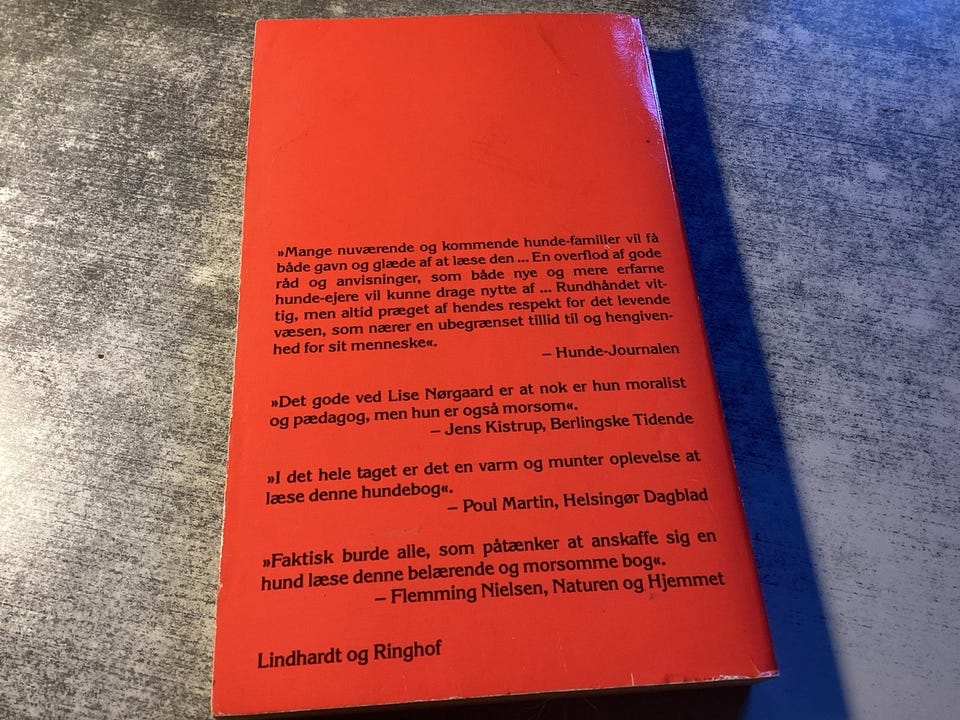 »Mange nuværende og kommende hunde-familier vil få
både gavn og glæde af at læse den ... En overflod af gode
råd og anvisninger, som både nye og mere erfarne
hunde-ejere vil kunne drage nytte af ... Rundhåndet vit-
tig, men altid præget af hendes respekt for det levende
væsen, som nærer en ubegrænset tillid til og hengiven-
hed for sit menneske«.
– Hunde-Journalen
»Det gode ved Lise Nørgaard er at nok er hun moralist
og pædagog, men hun er også morsom«.
– Jens Kistrup, Berlingske Tidende
»I det hele taget er det en varm og munter oplevelse at
læse denne hundebog«.
– Poul Martin, Helsingør Dagblad
»Faktisk burde alle, som påtænker at anskaffe sig en
hund læse denne belærende og morsomme bog«.
– Flemming Nielsen, Naturen og Hjemmet
Lindhardt og Ringhof